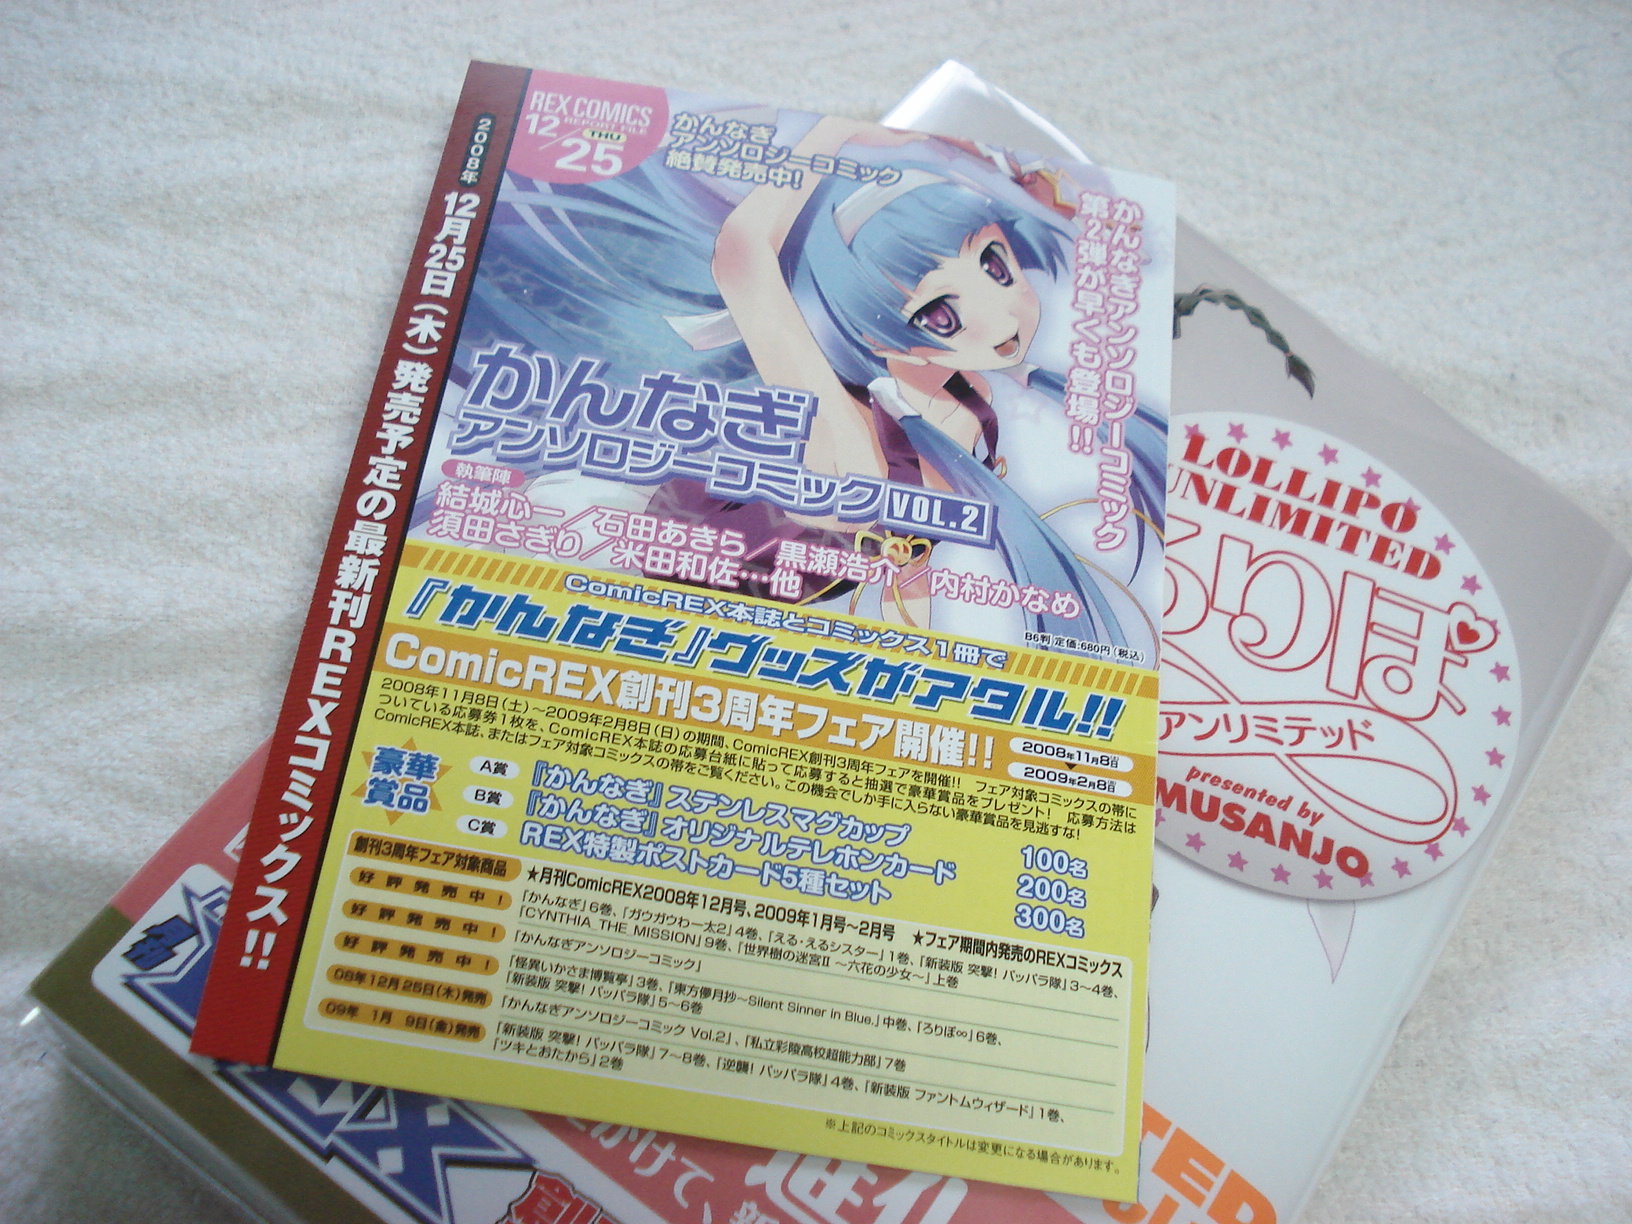 2008年 12月25日(木)発売予定の最新刊REXコミックス!!
REX COMICS
REPORT FILE
12/25
THU
かんなぎ
アンソロジーコミック
絶賛発売中!
かんなぎアンソロジーコミック
第2弾が早くも登場!!
かんなぎ
アンソロジーコミック VOL.2
執筆陣
結城心一/石田あきら/黒瀬浩介/内村かなめ
須田さぎり/米田和佐…他
B6判 定価:680円(税込)
ComicREX本誌とコミックス1冊で
『かんなぎ』グッズがアタル!!
ComicREX創刊3周年フェア開催!!
2008年11月8日(土)
2009年2月8日(日)
2008年11月8日(土)~2009年2月8日(日)の期間、ComicREX創刊3周年フェアを開催!! フェア対象コミックスの帯に
ついている応募券1枚を、ComicREX本誌の応募台紙に貼って応募すると抽選で豪華賞品をプレゼント! 応募方法は
ComicREX本誌、またはフェア対象コミックスの帯をご覧ください。この機会でしか手に入らない豪華賞品を見逃すな!
豪華
賞品
A賞 『かんなぎ』ステンレスマグカップ 100名
B賞 『かんなぎ』オリジナルテレホンカード 200名
C賞 REX特製ポストカード5種セット 300名
創刊3周年フェア対象商品 ★月刊ComicREX2008年12月号、2009年1月号~2月号 ★フェア期間内発売のREXコミックス
好評発売中! 「かんなぎ」6巻、「ガウガウわー太2」4巻、「える・えるシスター」1巻、「新装版 突撃! パッパラ隊」3~4巻、
「CYNTHIA_THE_MISSION」9巻、「世界樹の迷宮II ~六花の少女~」上巻
好評発売中! 「かんなぎアンソロジーコミック」
好評発売中! 「怪異いかさま博覧亭」3巻、「東方儚月抄~Silent Sinner in Blue.」中巻、「ろりぽ∞」6巻、
「新装版 突撃! パッパラ隊」5~6巻
08年12月25日(木)発売 「かんなぎアンソロジーコミック Vol.2」、「私立彩陵高校超能力部」7巻
09年 1月 9日(金)発売 「新装版 突撃! パッパラ隊」7~8巻、「逆襲! パッパラ隊」4巻、「新装版 ファントムウィザード」1巻、
「ツキとおたから」2巻
※上記のコミックスタイトルは変更になる場合があります。
LOLLIPO
UNLIMITED
ろりぽ
アンリミテッド
presented by
MUSANJO
月刊
かけて、
進化
TED